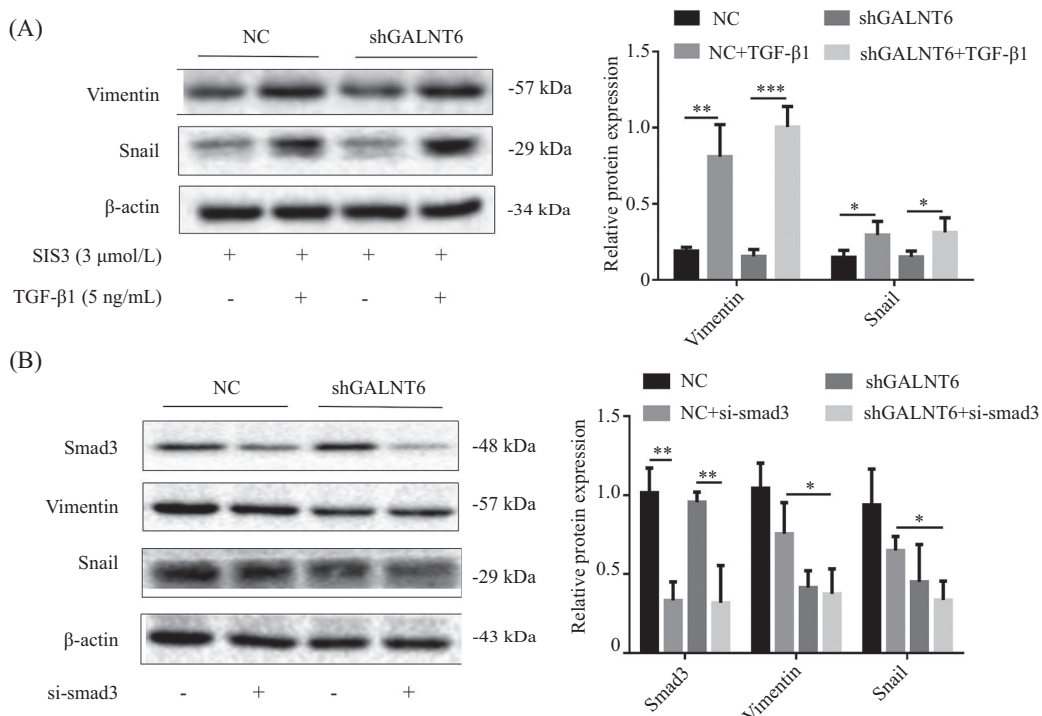 (A)
NC shGALNT6
Vimentin -57 kDa
Snail -29 kDa
β-actin -34 kDa
SIS3 (3 μmol/L) + + + +
TGF-β1 (5 ng/mL) - + - +
NC shGALNT6
NC+TGF-β1 shGALNT6+TGF-β1
Relative protein expression
1.5
1.0
0.5
0
** *** * *
Vimentin Snail
(B)
NC shGALNT6
Smad3 -48 kDa
Vimentin -57 kDa
Snail -29 kDa
β-actin -43 kDa
si-smad3 - + - +
NC shGALNT6
NC+si-smad3 shGALNT6+si-smad3
Relative protein expression
1.5
1.0
0.5
0
** ** * *
Smad3 Vimentin Snail